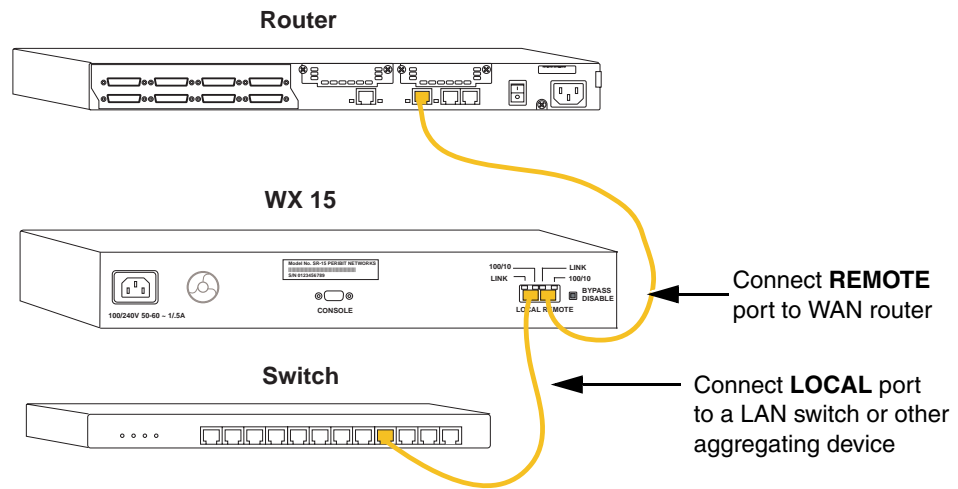 Router
WX 15
Model No. SR-15 PERIBIT NETWORKS
S/N 0123456789
100/240V 50-60 ~ 1/.5A
CONSOLE
100/10
LINK
LINK
100/10
BYPASS
DISABLE
LOCAL REMOTE
Connect REMOTE
port to WAN router
Switch
Connect LOCAL port
to a LAN switch or other
aggregating device